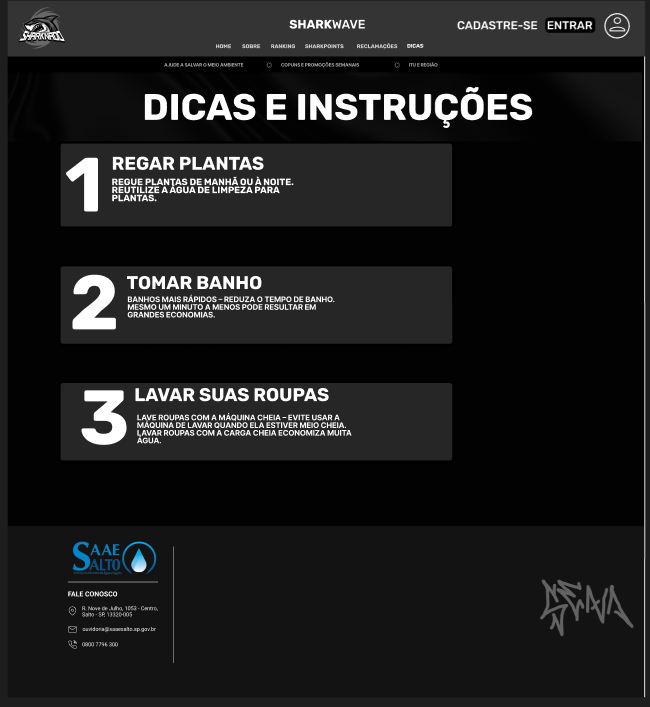 SHARKNADO
SHARKWAVE
CADASTRE-SE ENTRAR
HOME SOBRE RANKING SHARKPOINTS RECLAMAÇÕES DICAS
AJUDE A SALVAR O MEIO AMBIENTE
COPUNS E PROMOÇÕES SEMANAIS
ITU E REGIÃO
DICAS E INSTRUÇÕES
1 REGAR PLANTAS
REGUE PLANTAS DE MANHÃ OU À NOITE.
REUTILIZE A ÁGUA DE LIMPEZA PARA
PLANTAS.
2 TOMAR BANHO
BANHOS MAIS RÁPIDOS – REDUZA O TEMPO DE BANHO.
MESMO UM MINUTO A MENOS PODE RESULTAR EM
GRANDES ECONOMIAS.
3 LAVAR SUAS ROUPAS
LAVE ROUPAS COM A MÁQUINA CHEIA – EVITE USAR A
MÁQUINA DE LAVAR QUANDO ELA ESTIVER MEIO CHEIA.
LAVAR ROUPAS COM A CARGA CHEIA ECONOMIZA MUITA
ÁGUA.
SAAE
SALTO
FALE CONOSCO
R. Nove de Julho, 1053 - Centro,
Salto - SP, 13320-005
ouvidoria@saaesalto.sp.gov.br
0800 7796 300